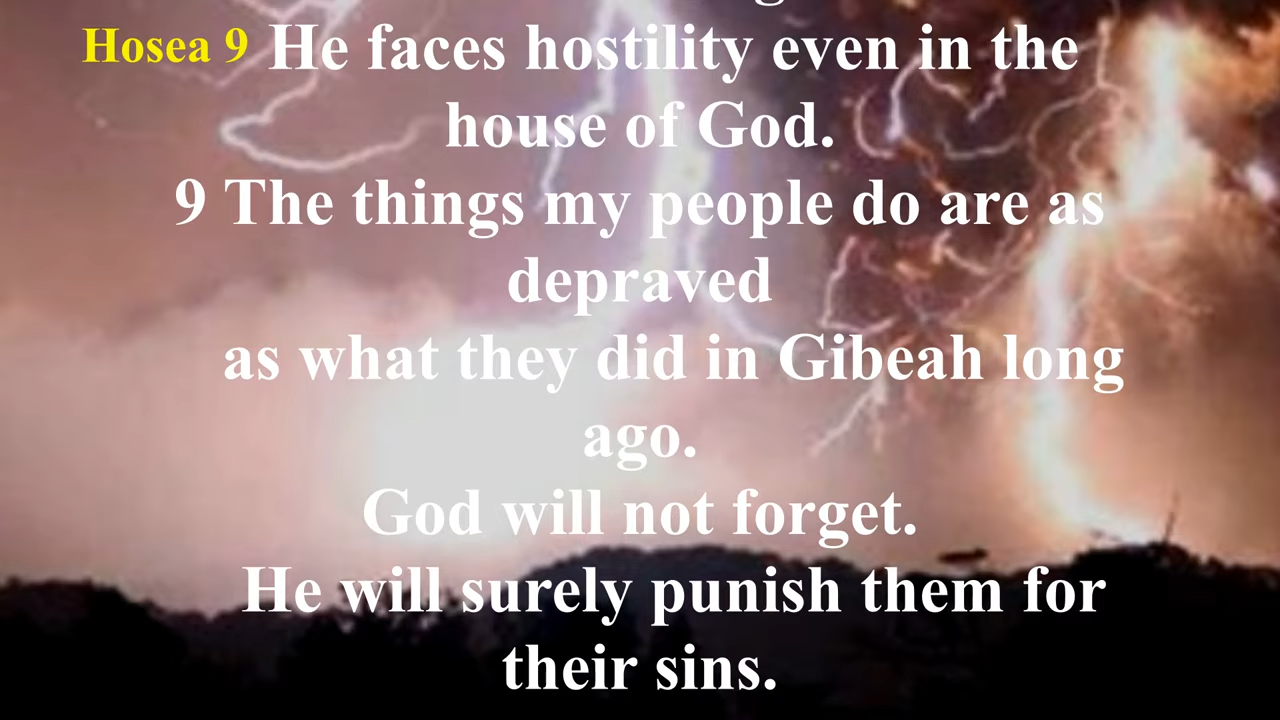 Hosea 9 He faces hostility even in the
house of God.
9 The things my people do are as
depraved
as what they did in Gibeah long
ago.
God will not forget.
He will surely punish them for
their sins.